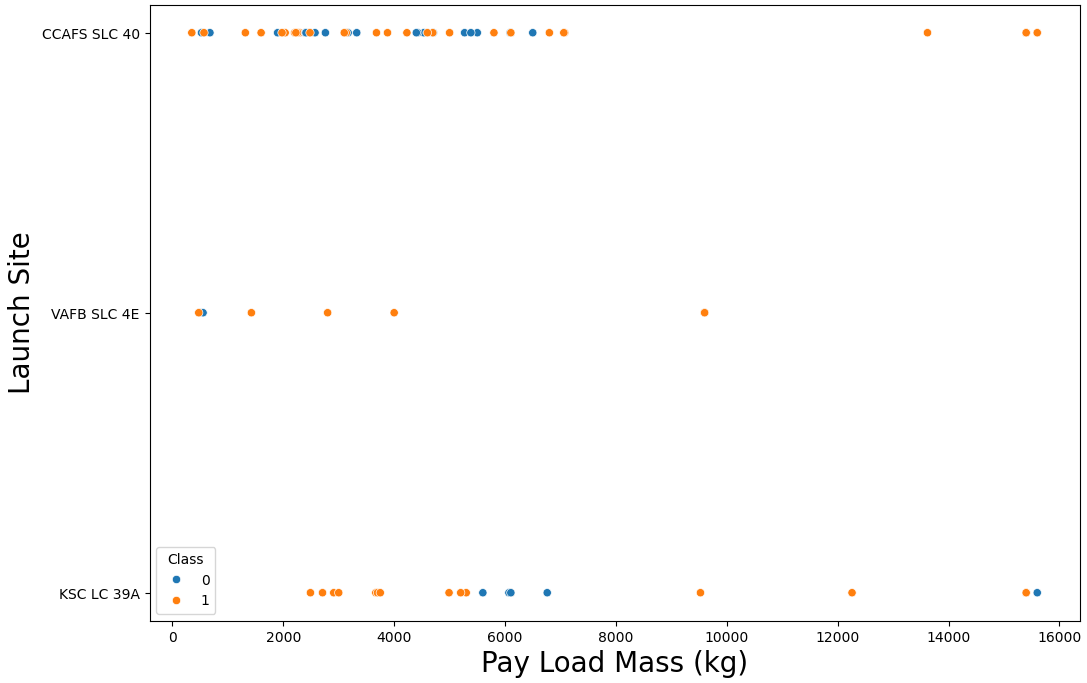 CCAFS SLC 40
VAFB SLC 4E
KSC LC 39A
Launch Site
Class
0
1
0 2000 4000 6000 8000 10000 12000 14000 16000
Pay Load Mass (kg)